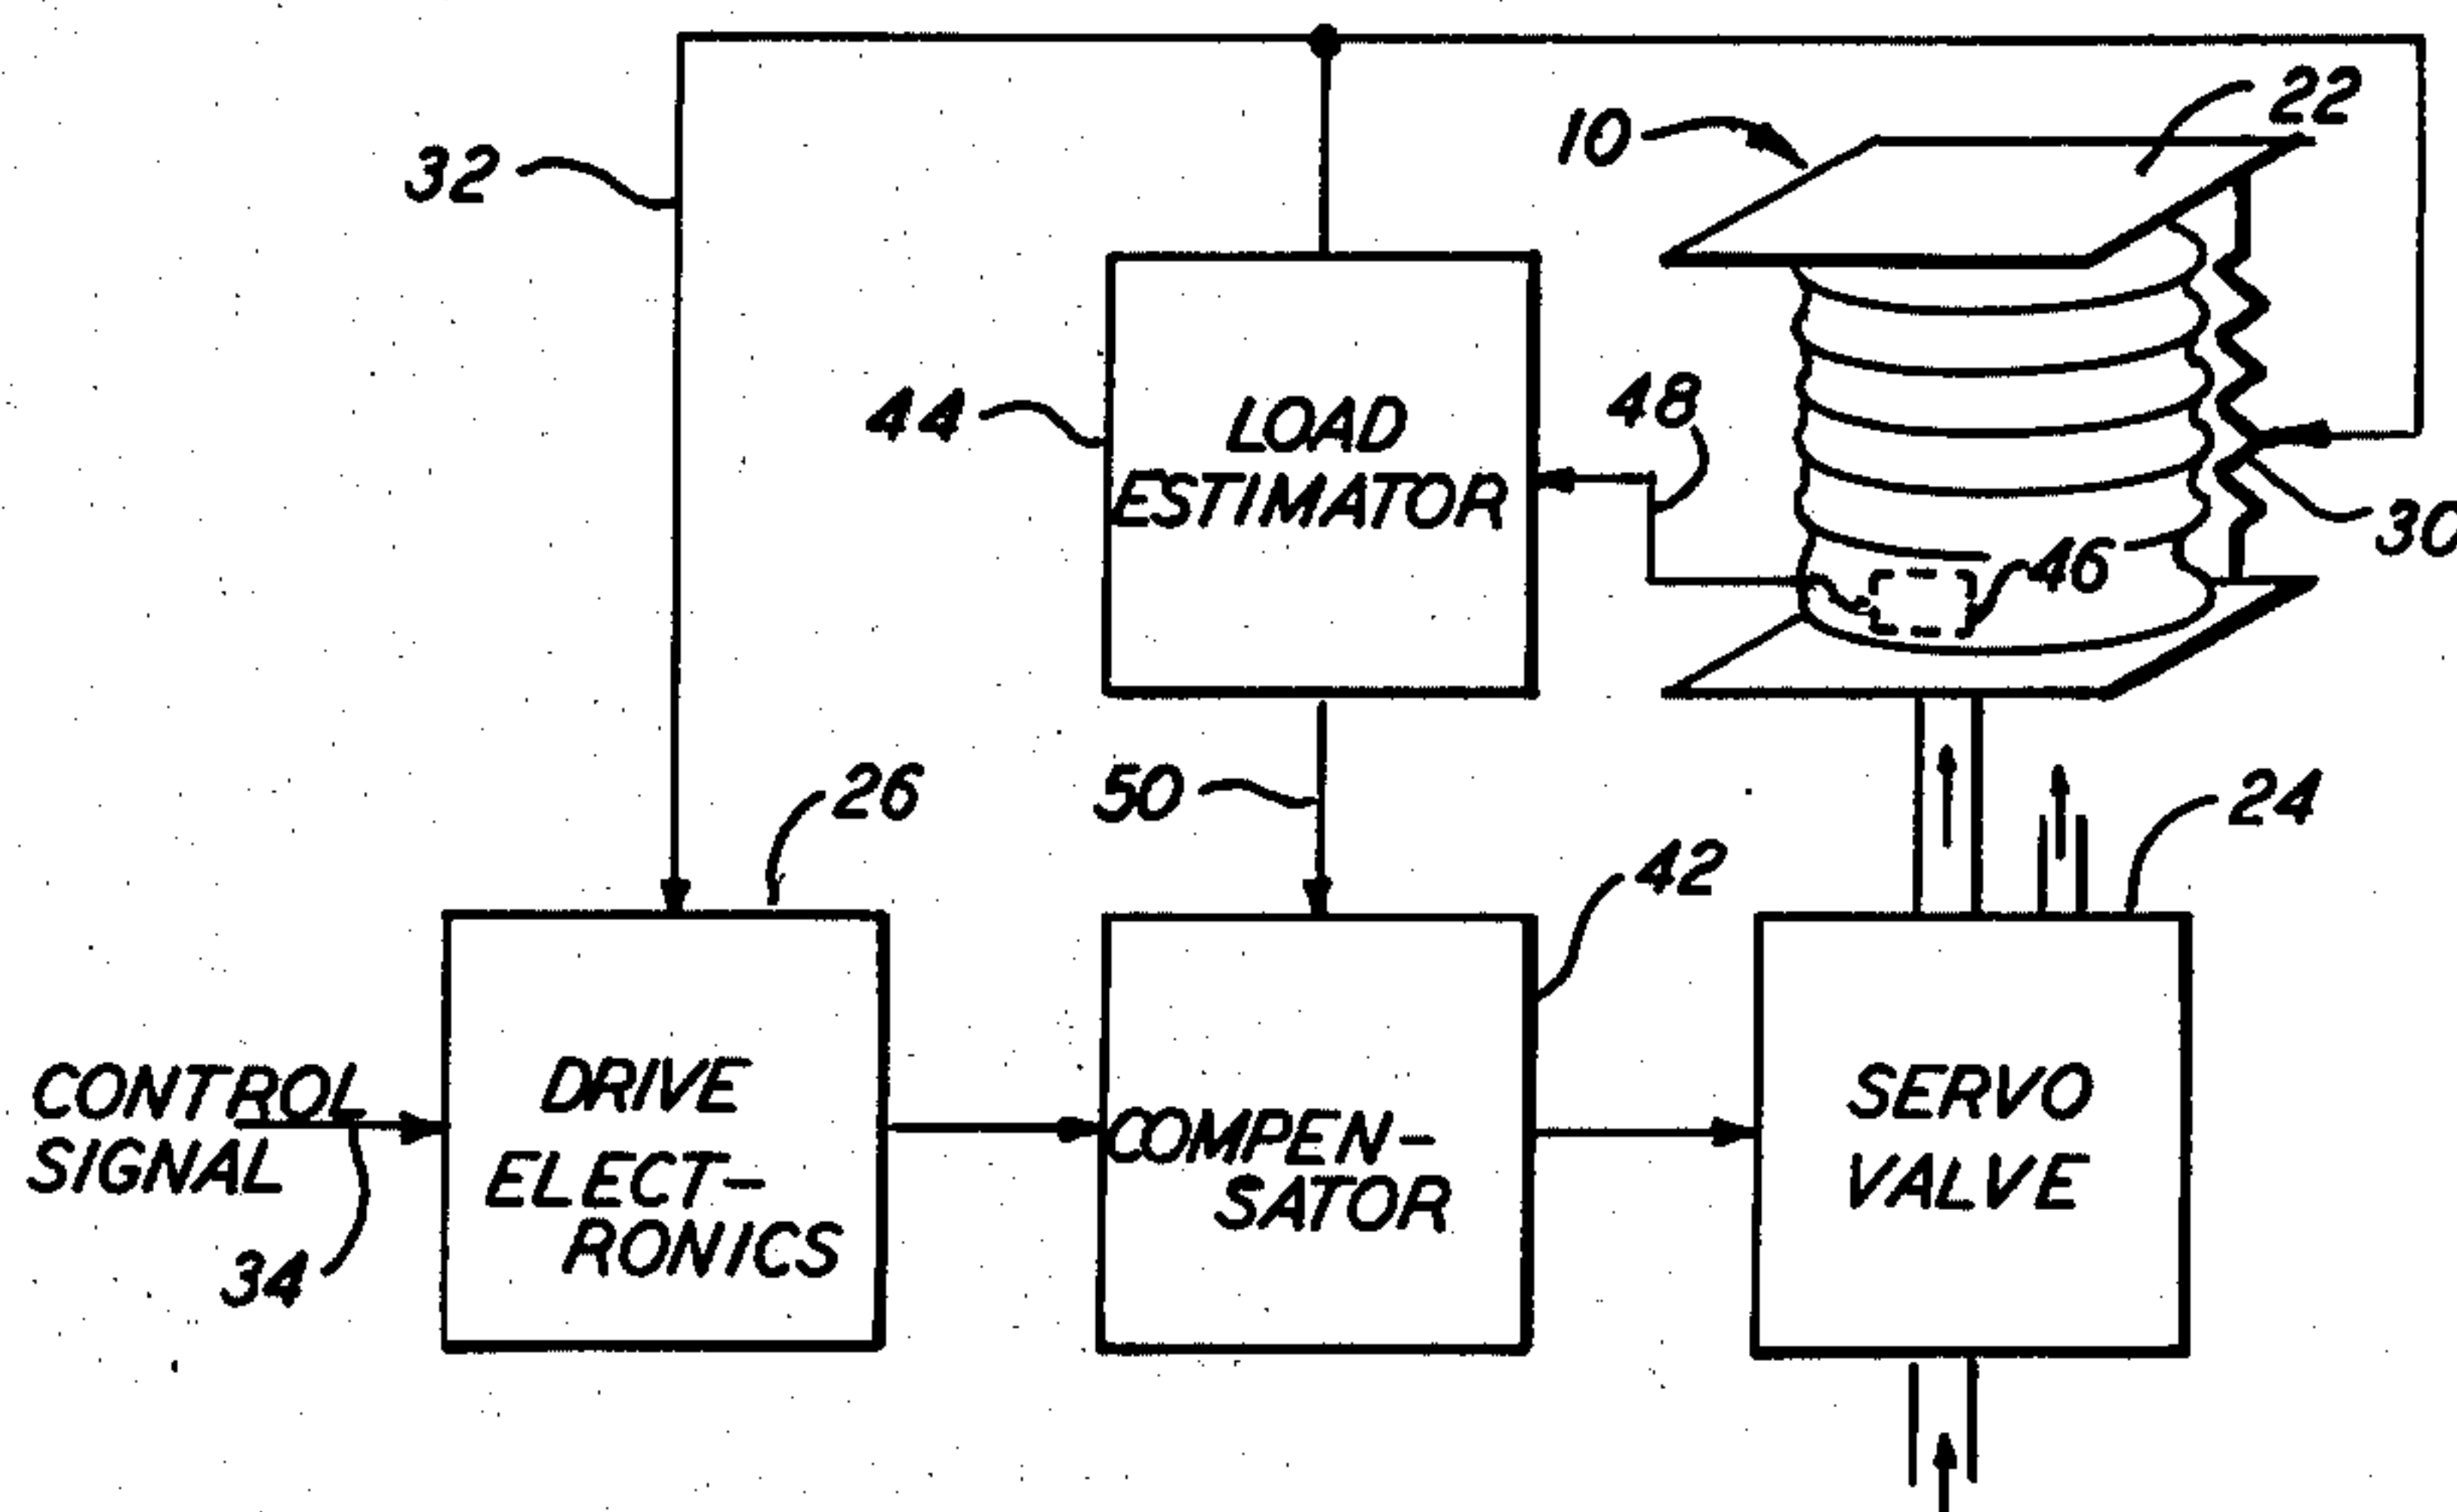 22
10
32
44
LOAD
ESTIMATOR
48
30
46
26
50
24
42
CONTROL
SIGNAL
34
DRIVE
ELECT-
RONICS
COMPEN-
SATOR
SERVO
VALVE